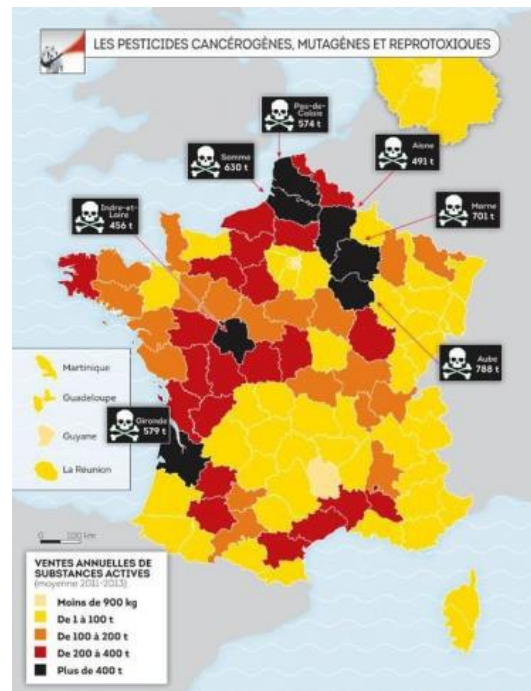 LES PESTICIDES CANCÉROGÈNES, MUTAGÈNES ET REPROTOXIQUES
Pas-de-
Calais
574 t
Somme
630 t
Aisne
491 t
Indre-et-
Loire
456 t
Marne
701 t
Aube
788 t
Martinique
Guadeloupe
Guyane
La Réunion
Gironde
579 t
0 100 km
VENTES ANNUELLES DE
SUBSTANCES ACTIVES
(moyenne 2011-2013)
Moins de 900 kg
De 1 à 100 t
De 100 à 200 t
De 200 à 400 t
Plus de 400 t